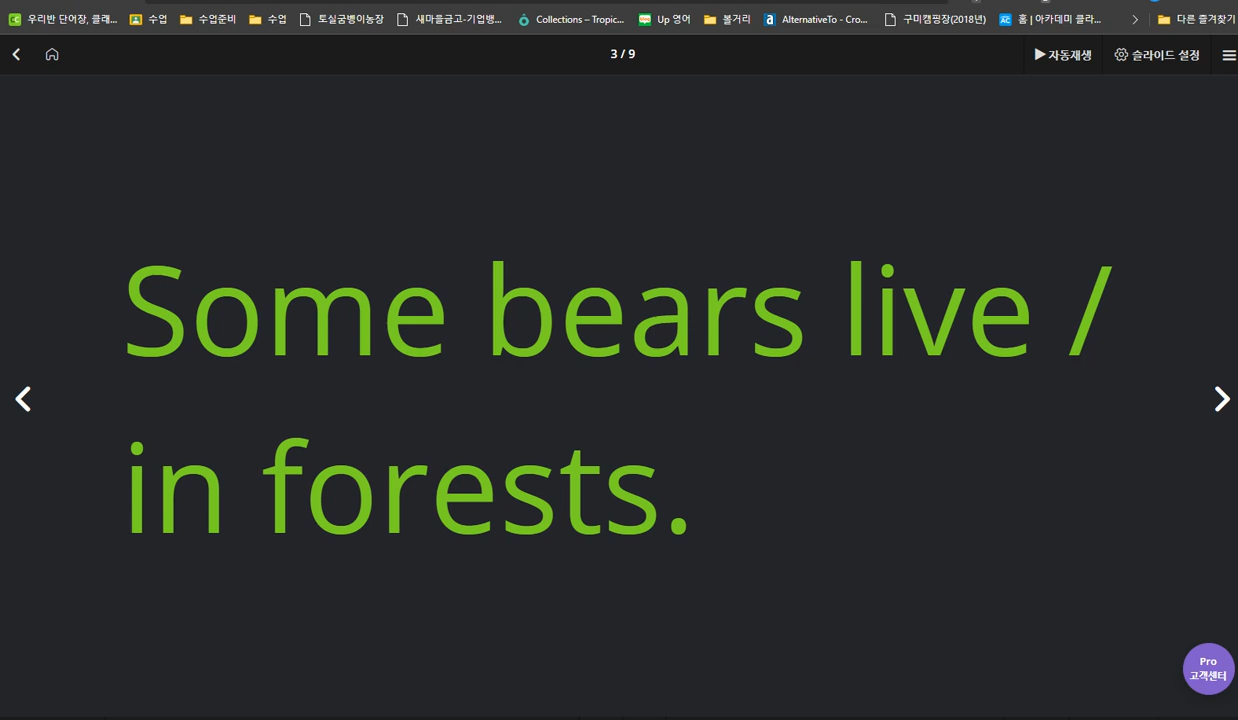 우리반 단어장, 클래... 수업 수업준비 수업 토실굼벵이농장 새마을금고-기업뱅... Collections – Tropic... Up 영어 볼거리 AlternativeTo - Cro... 구미캠핑장(2018년) 홈 | 아카데미 클라... 다른 즐겨찾기
3 / 9 자동재생 슬라이드 설정
Some bears live /
in forests.
Pro
고객센터